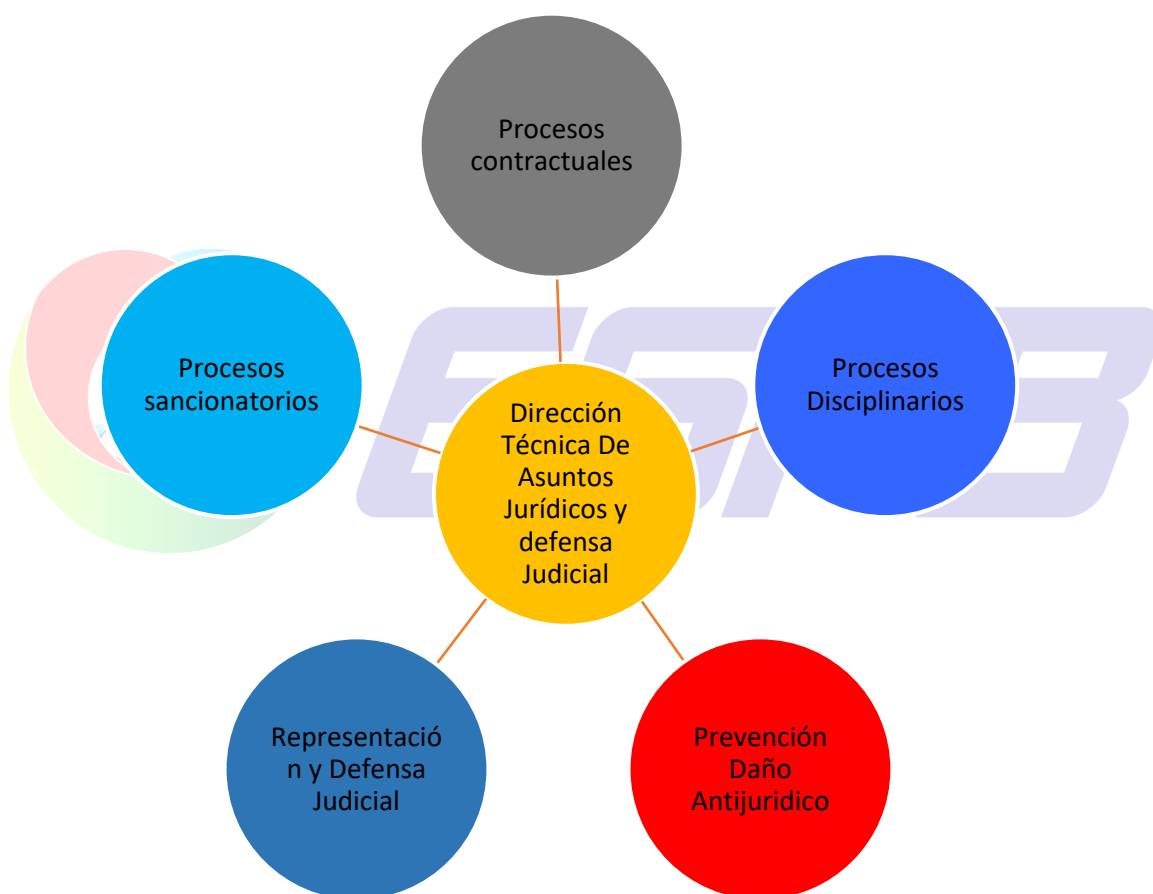 Procesos
contractuales
Procesos
sancionatorios
Procesos
Disciplinarios
Dirección
Técnica De
Asuntos
Jurídicos y
defensa
Judicial
Representació
n y Defensa
Judicial
Prevención
Daño
Antijuridico